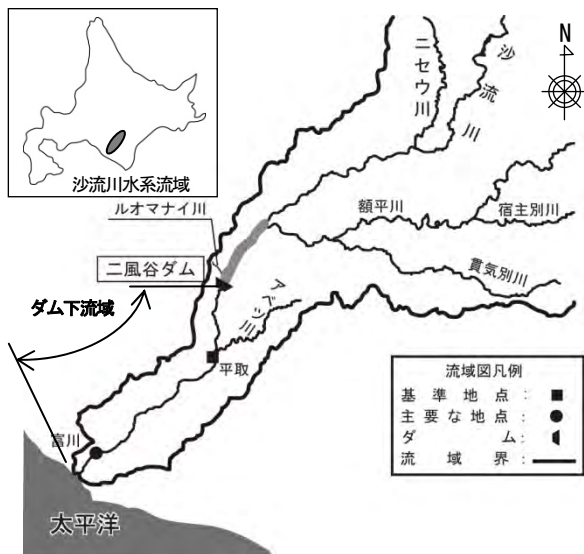 沙流川水系流域
N
ニセウ川
沙流川
ルオマナイ川
額平川
宿主別川
二風谷ダム
貫気別川
ダム下流域
アベツ川
平取
富川
太平洋
流域図凡例
基準地点:
主要な地点:
ダム:
流域界: